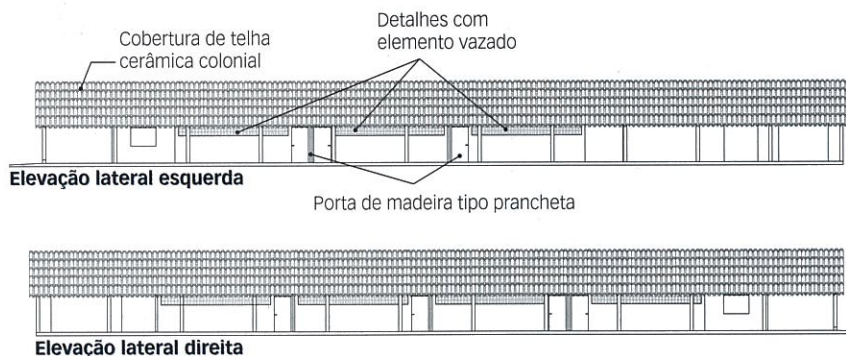 Cobertura de telha
cerâmica colonial
Detalhes com
elemento vazado
Elevação lateral esquerda
Porta de madeira tipo prancheta
Elevação lateral direita